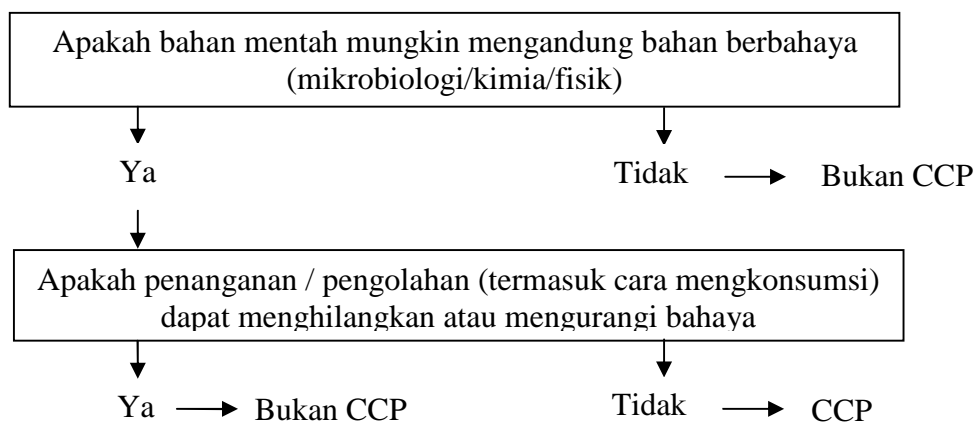 Apakah bahan mentah mungkin mengandung bahan berbahaya
(mikrobiologi/kimia/fisik)
Ya
Tidak
Bukan CCP
Apakah penanganan / pengolahan (termasuk cara mengkonsumsi)
dapat menghilangkan atau mengurangi bahaya
Ya
Bukan CCP
Tidak
CCP